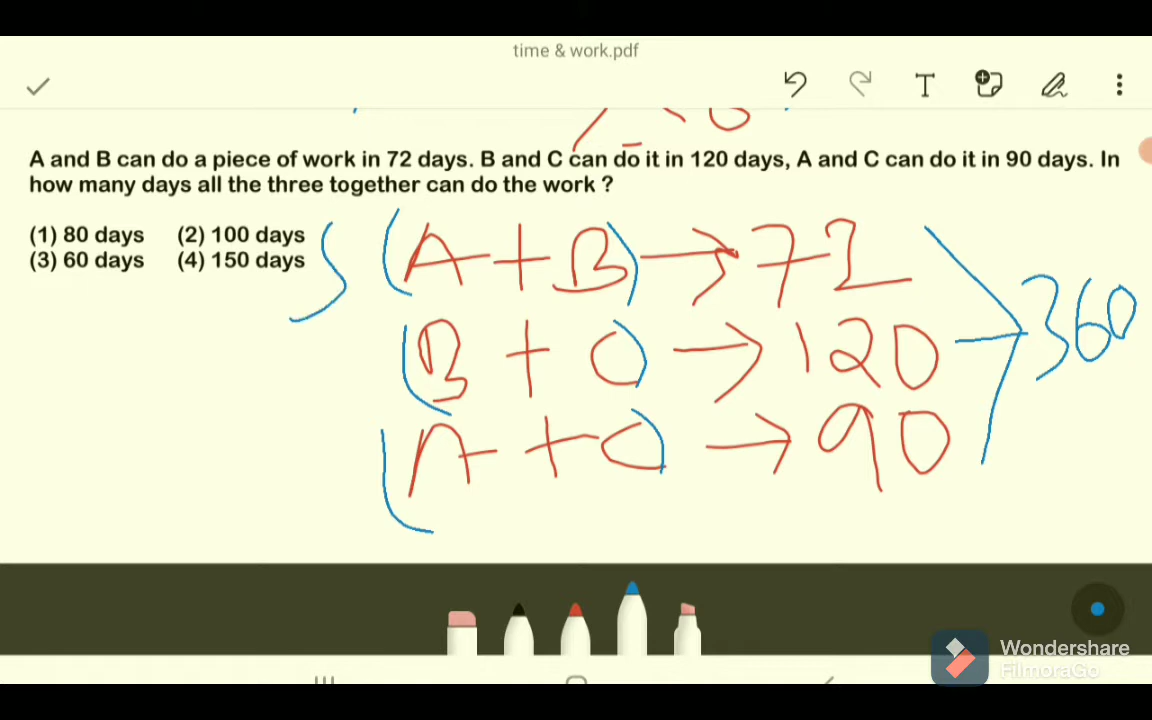 time & work.pdf
T
A and B can do a piece of work in 72 days. B and C can do it in 120 days, A and C can do it in 90 days. In
how many days all the three together can do the work ?
(1) 80 days (2) 100 days
(3) 60 days (4) 150 days
5 (A+B) → 72
(B + C) → 120
360
(A + C → 90
Wondershare
FilmoraGo